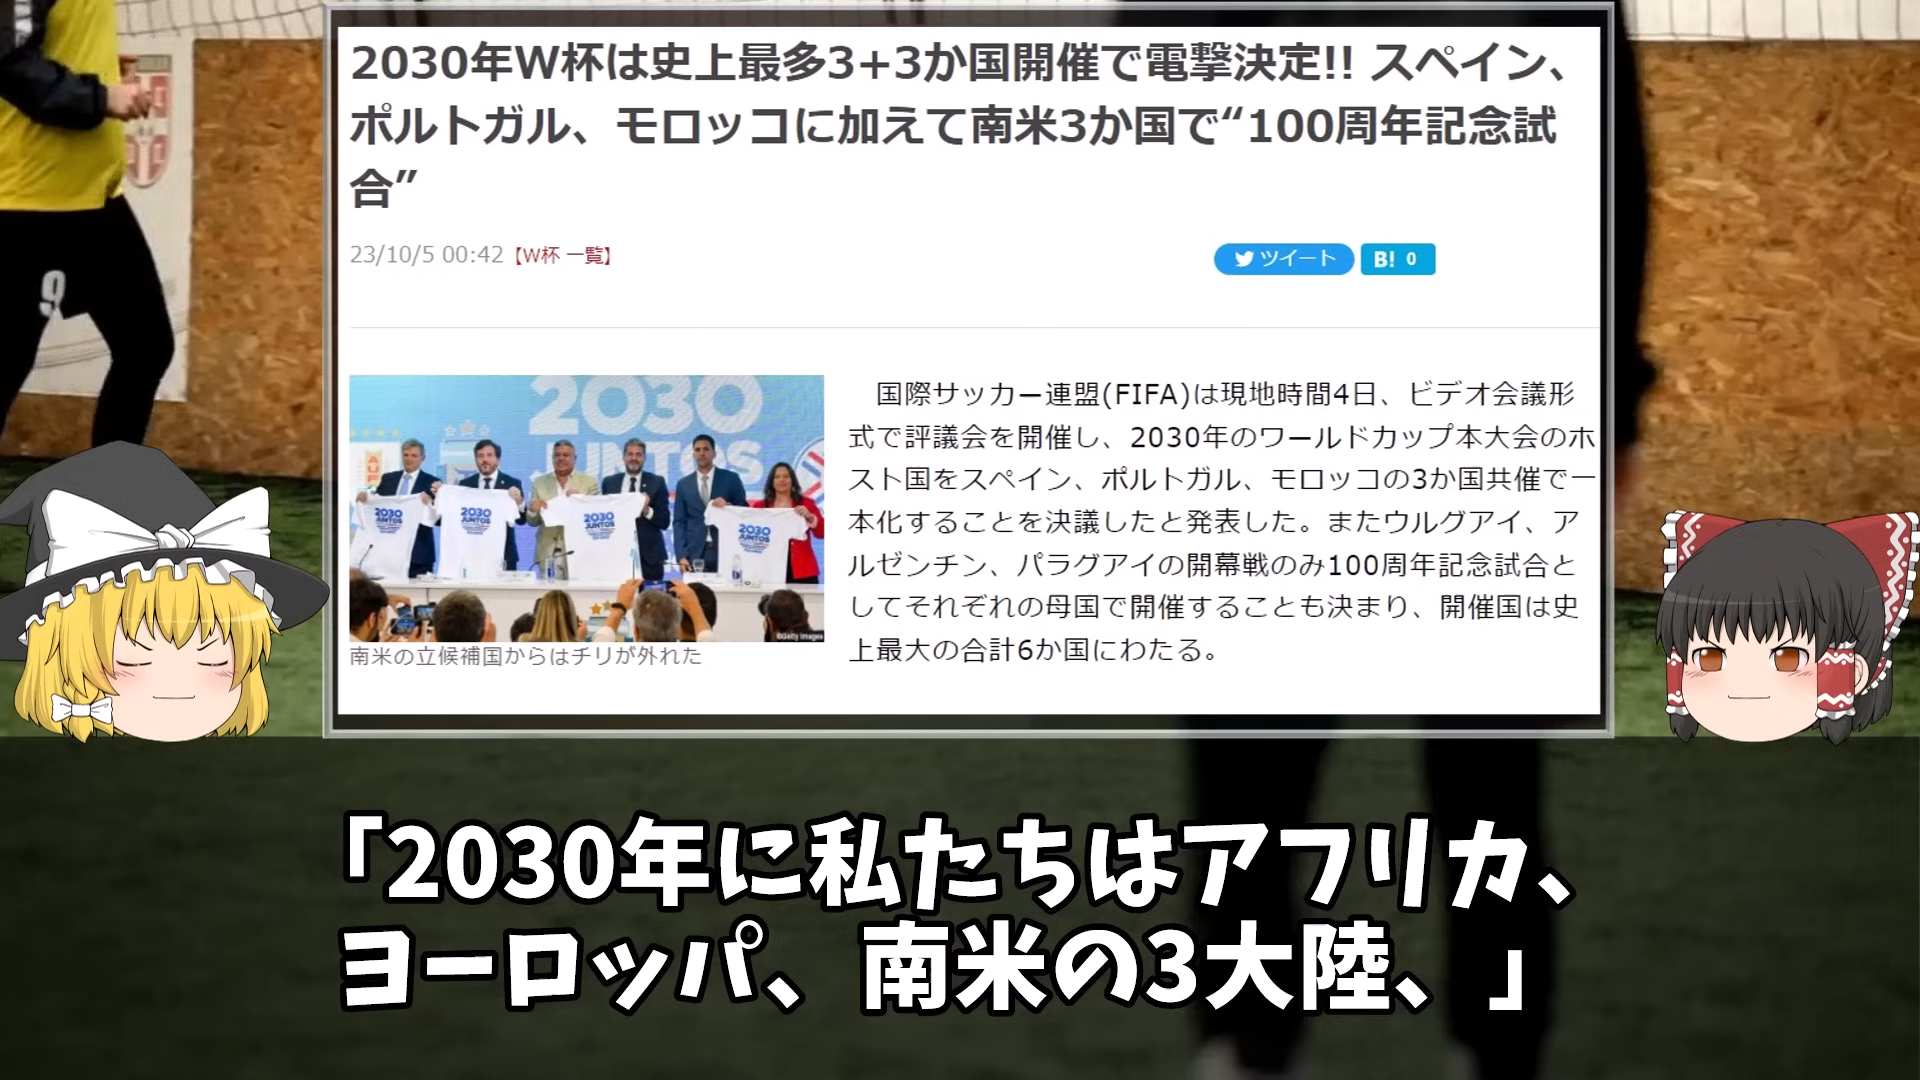 2030年W杯は史上最多3+3か国開催で電撃決定!! スペイン、
ポルトガル、モロッコに加えて南米3か国で“100周年記念試
合”
23/10/5 00:42【W杯 一覧】
ツイート
B! 0
9
2030
JUNTOS
2030
JUNTOS
2030
JUNTOS
2030
JUNTOS
2030
JUNTOS
©Getty Images
南米の立候補国からはチリが外れた
国際サッカー連盟(FIFA)は現地時間4日、ビデオ会議形
式で評議会を開催し、2030年のワールドカップ本大会のホ
スト国をスペイン、ポルトガル、モロッコの3か国共催で一
本化することを決議したと発表した。またウルグアイ、ア
ルゼンチン、パラグアイの開幕戦のみ100周年記念試合と
してそれぞれの母国で開催することも決まり、開催国は史
上最大の合計6か国にわたる。
「2030年に私たちはアフリカ、
ヨーロッパ、南米の3大陸、」